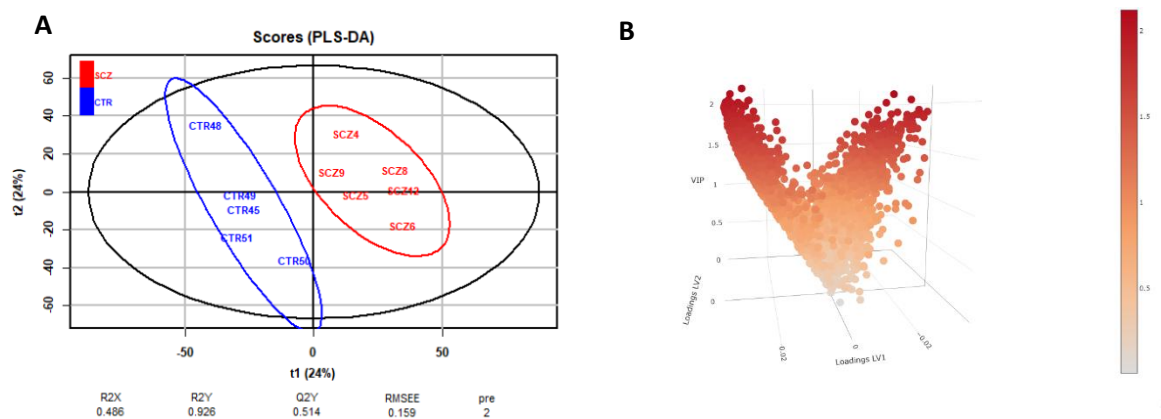 A
Scores (PLS-DA)
SCZ
CTR
60
40
20
0
-20
-40
-60
t2 (24%)
CTR48
CTR49
CTR45
CTR51
CTR50
SCZ4
SCZ9
SCZ8
SCZ12
SCZ5
SCZ6
-50 0 50
t1 (24%)
R2X R2Y Q2Y RMSEE pre
0.486 0.926 0.514 0.159 2
B
2
1.5
VIP
1
0.5
0
0
Loadings LV2
0.02
0
−0.02
Loadings LV1
2
1.5
1
0.5